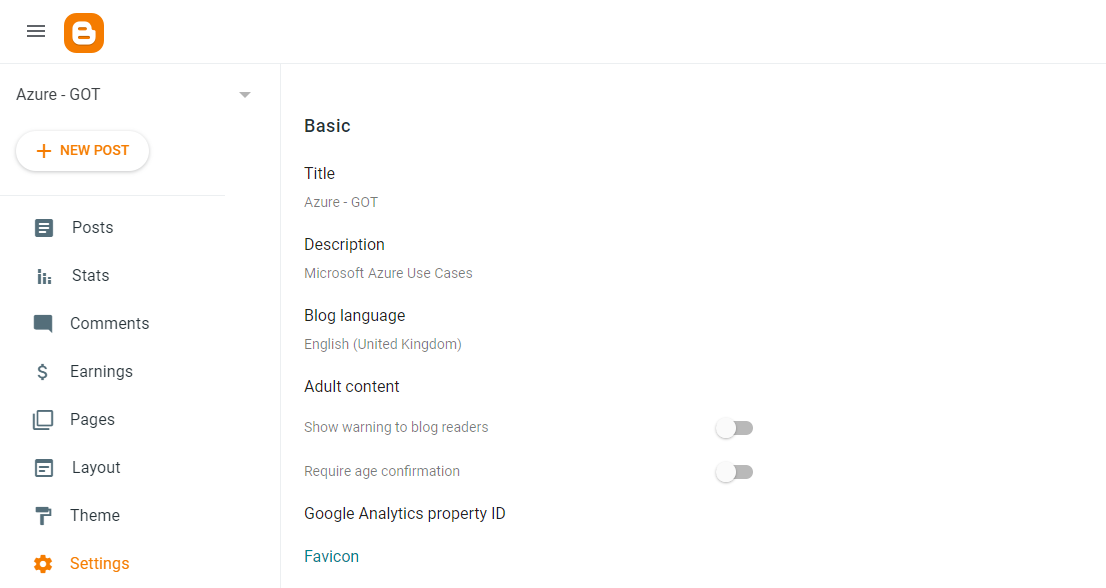 Azure - GOT
NEW POST
Posts
Stats
Comments
Earnings
Pages
Layout
Theme
Settings
Basic
Title
Azure - GOT
Description
Microsoft Azure Use Cases
Blog language
English (United Kingdom)
Adult content
Show warning to blog readers
Require age confirmation
Google Analytics property ID
Favicon